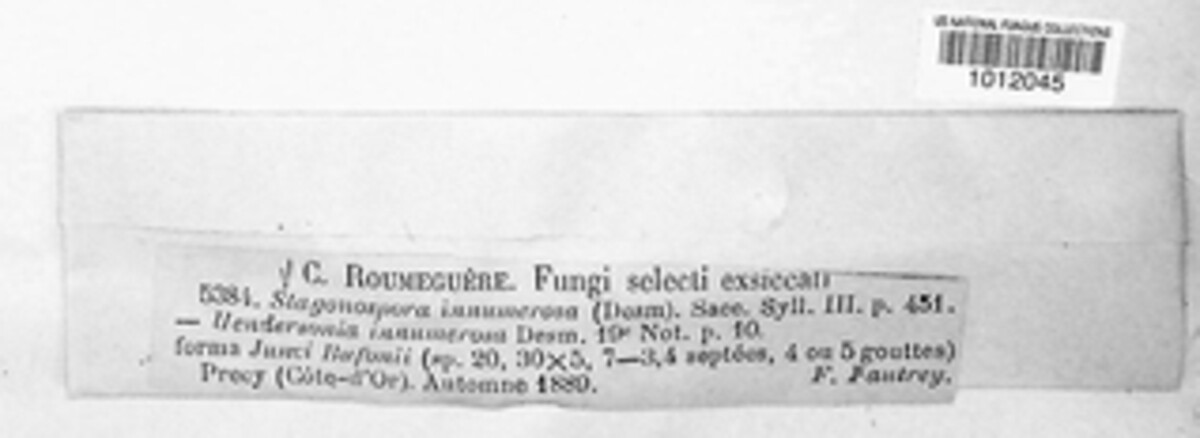 US NATIONAL FUNGUS COLLECTIONS
1012045
C. ROUMEGUÈRE. Fungi selecti exsiccati
5384. Stagonospora innumerosa (Desm). Sacc. Syll. III. p. 451.
— Hendersonia innumerosa Desm. 19e Not. p. 10.
forma Junci Bufonii (sp. 20, 30×5, 7—3,4 septées, 4 ou 5 gouttes)
Précy (Côte-d'Or). Automne 1889. F. Fautrey.